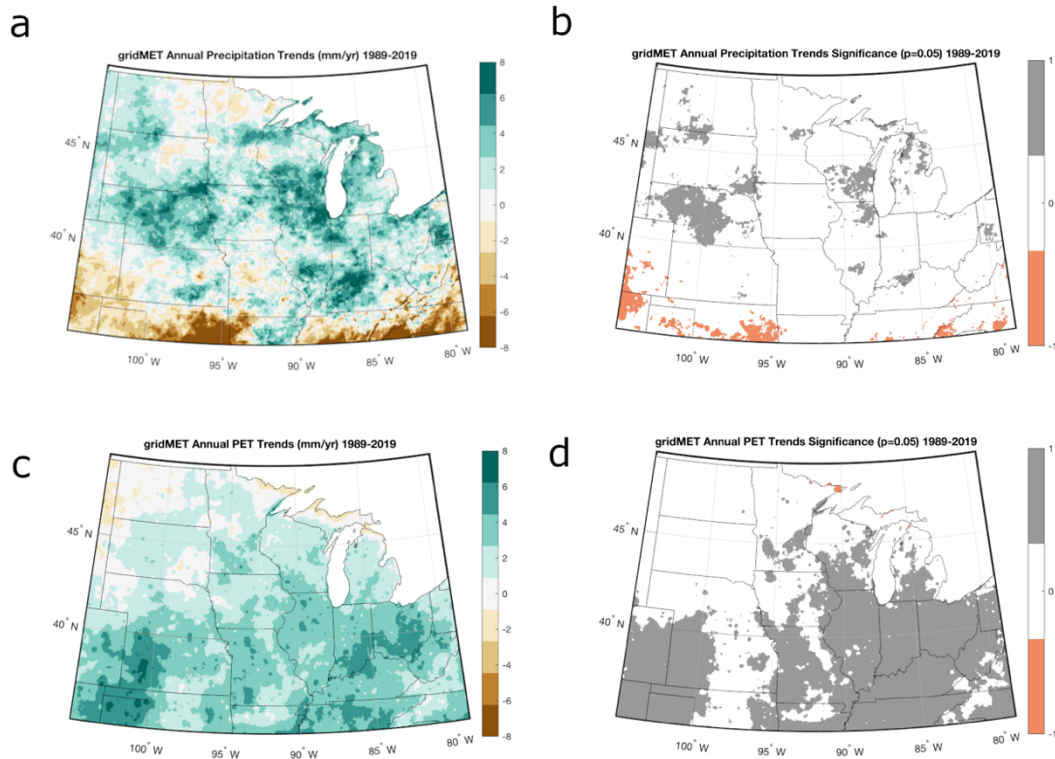 a
gridMET Annual Precipitation Trends (mm/yr) 1989-2019
8
6
4
2
0
-2
-4
-6
-8
45° N
40° N
100° W
95° W
90° W
85° W
80° W
b
gridMET Annual Precipitation Trends Significance (p=0.05) 1989-2019
1
0
-1
45° N
40° N
100° W
95° W
90° W
85° W
80° W
c
gridMET Annual PET Trends (mm/yr) 1989-2019
8
6
4
2
0
-2
-4
-6
-8
45° N
40° N
100° W
95° W
90° W
85° W
80° W
d
gridMET Annual PET Trends Significance (p=0.05) 1989-2019
1
0
-1
45° N
40° N
100° W
95° W
90° W
85° W
80° W